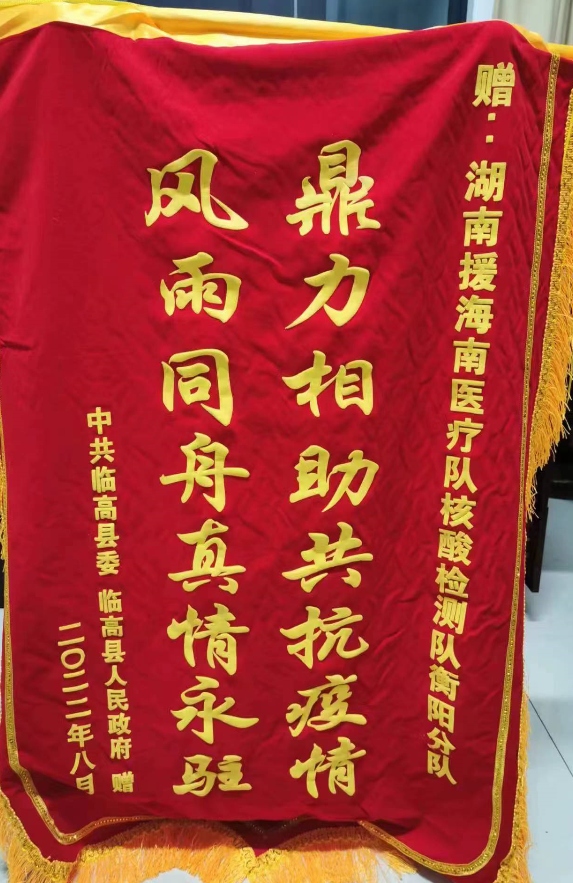 赠：湖南援海南医疗队核酸检测队衡阳分队
鼎力相助共抗疫情
风雨同舟真情永驻
中共临高县委 临高县人民政府 赠
二〇二二年八月